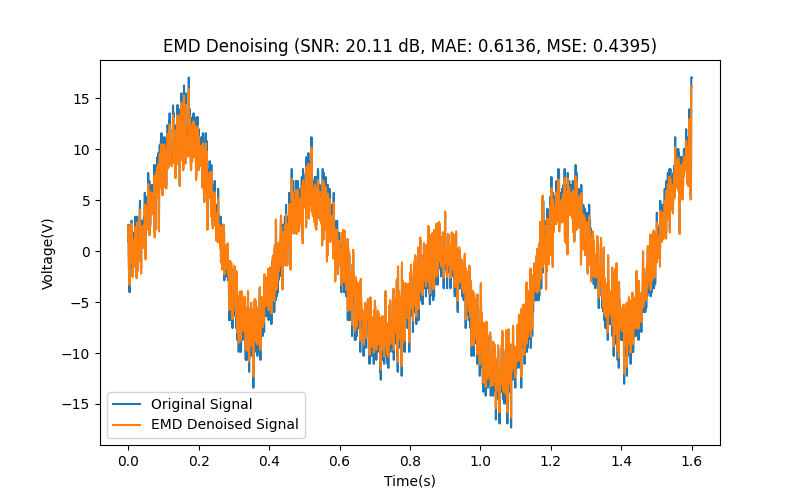 EMD Denoising (SNR: 20.11 dB, MAE: 0.6136, MSE: 0.4395)
Voltage(V)
15
10
5
0
−5
−10
−15
Original Signal
EMD Denoised Signal
0.0 0.2 0.4 0.6 0.8 1.0 1.2 1.4 1.6
Time(s)